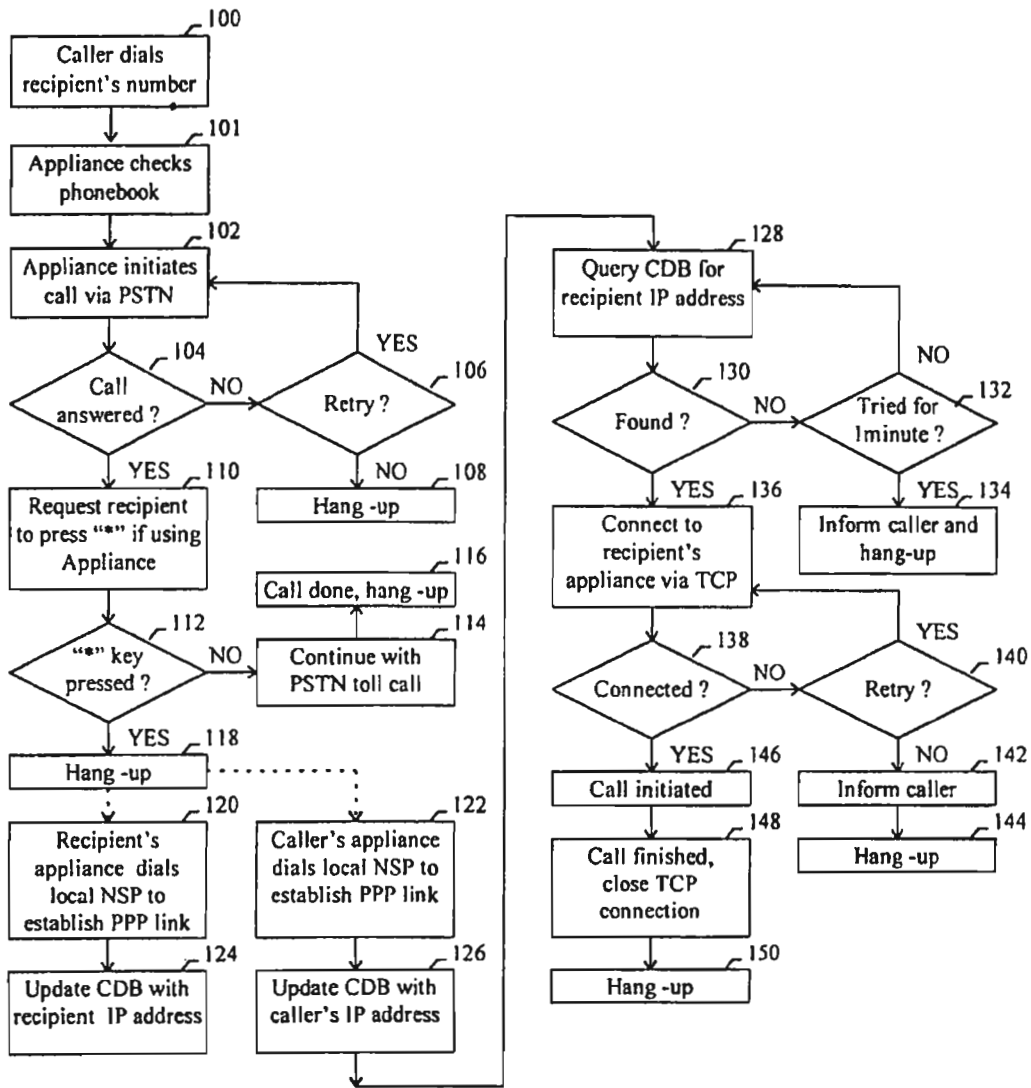 100
Caller dials
recipient's number
101
Appliance checks
phonebook
102
Appliance initiates
call via PSTN
104
Call
answered ?
NO
YES
106
Retry ?
YES
NO
108
Hang -up
110
Request recipient
to press “*” if using
Appliance
112
“*” key
pressed ?
NO
114
Continue with
PSTN toll call
116
Call done, hang -up
YES
118
Hang -up
120
Recipient's
appliance dials
local NSP to
establish PPP link
122
Caller's appliance
dials local NSP to
establish PPP link
124
Update CDB with
recipient IP address
126
Update CDB with
caller's IP address
128
Query CDB for
recipient IP address
130
Found ?
NO
132
Tried for
1minute ?
NO
YES
134
Inform caller and
hang-up
YES
136
Connect to
recipient's
appliance via TCP
138
Connected ?
NO
140
Retry ?
YES
NO
142
Inform caller
144
Hang -up
YES
146
Call initiated
148
Call finished,
close TCP
connection
150
Hang -up